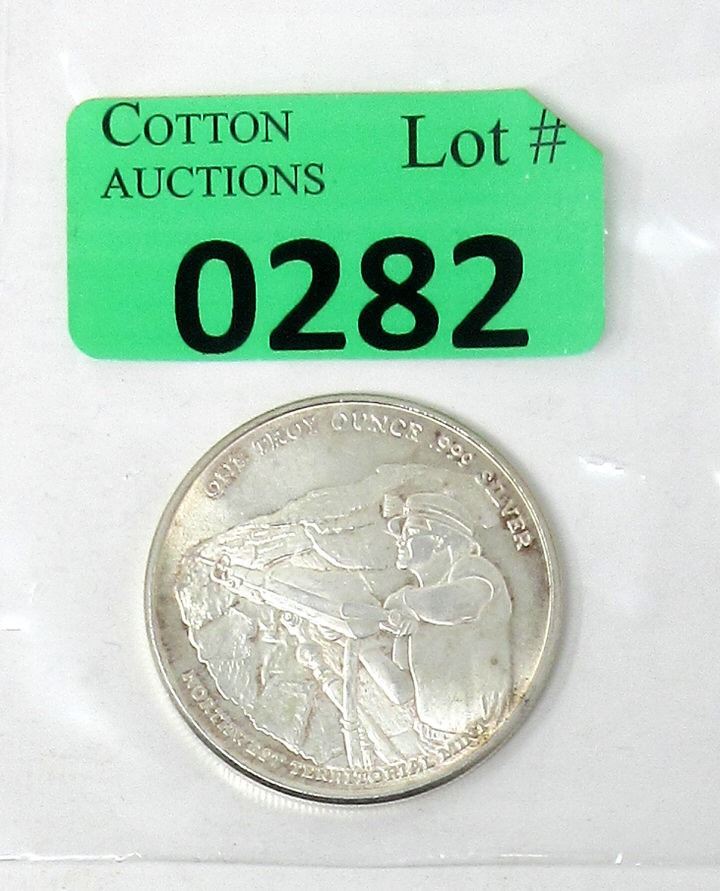 COTTON
AUCTIONS
Lot #
0282
ONE TROY OUNCE .999 SILVER
NORTHWEST TERRITORIAL MINT